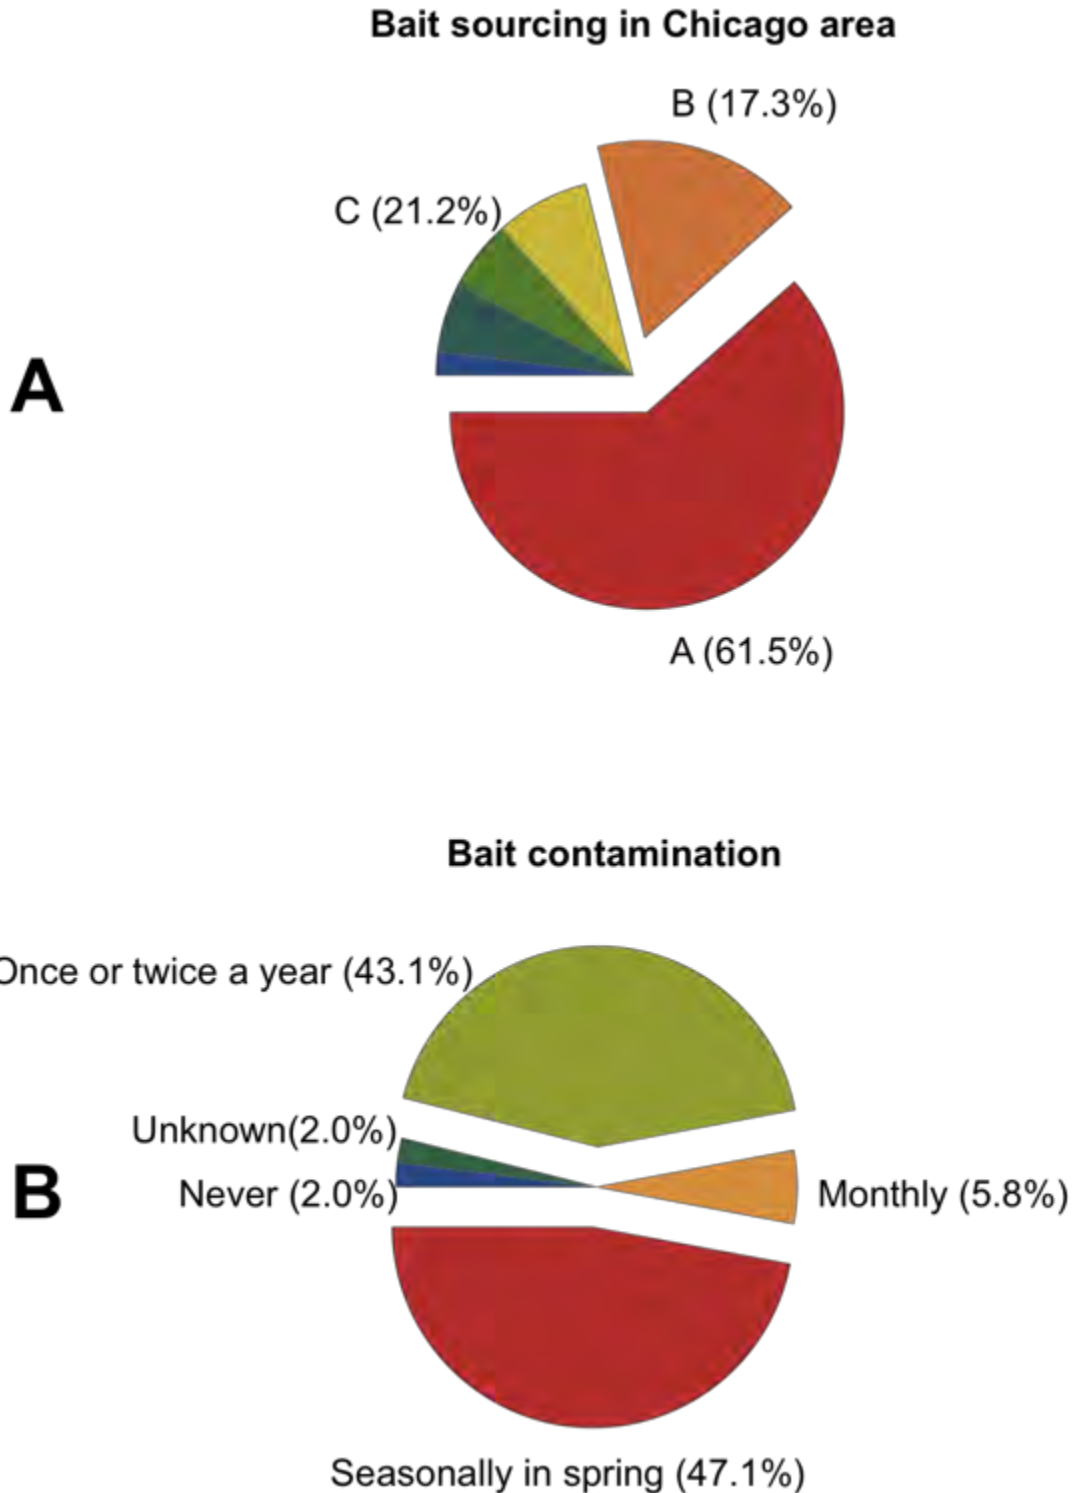 Bait sourcing in Chicago area
B (17.3%)
C (21.2%)
A
A (61.5%)
Bait contamination
Once or twice a year (43.1%)
Unknown(2.0%)
B
Never (2.0%)
Monthly (5.8%)
Seasonally in spring (47.1%)